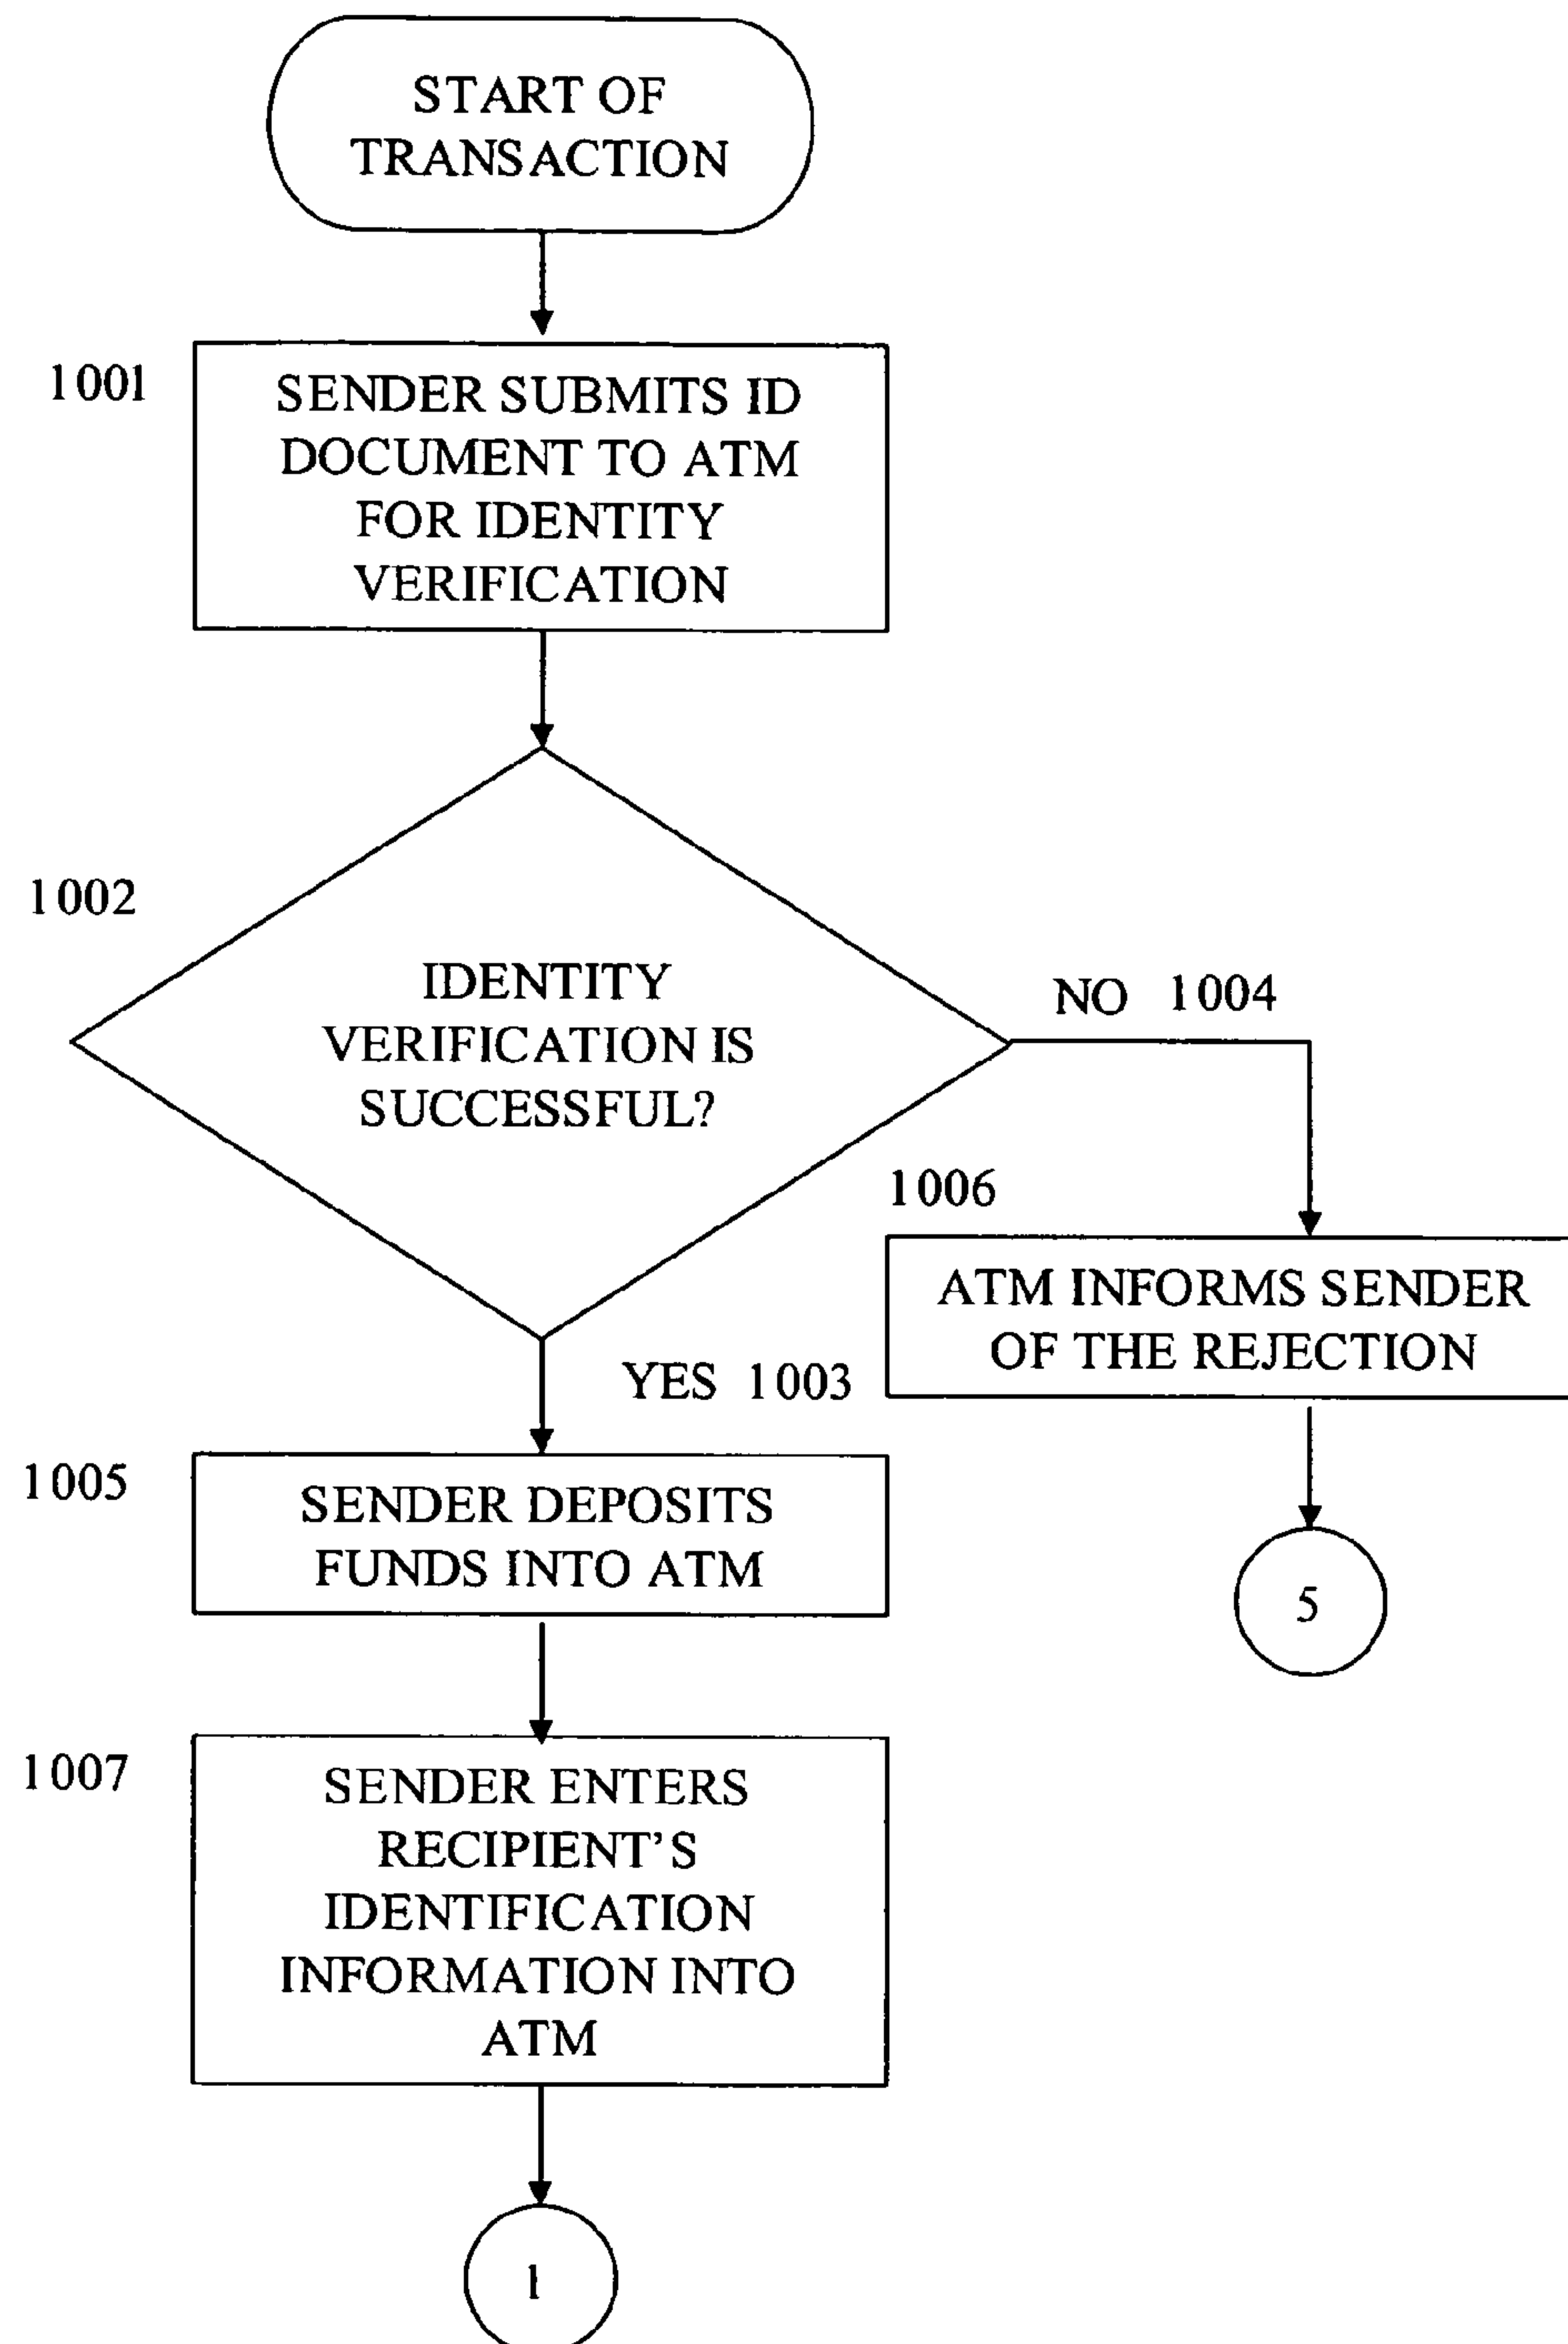 START OF
TRANSACTION
1001
SENDER SUBMITS ID
DOCUMENT TO ATM
FOR IDENTITY
VERIFICATION
1002
IDENTITY
VERIFICATION IS
SUCCESSFUL?
NO 1004
1006
ATM INFORMS SENDER
OF THE REJECTION
YES 1003
5
1005
SENDER DEPOSITS
FUNDS INTO ATM
1007
SENDER ENTERS
RECIPIENT'S
IDENTIFICATION
INFORMATION INTO
ATM
1